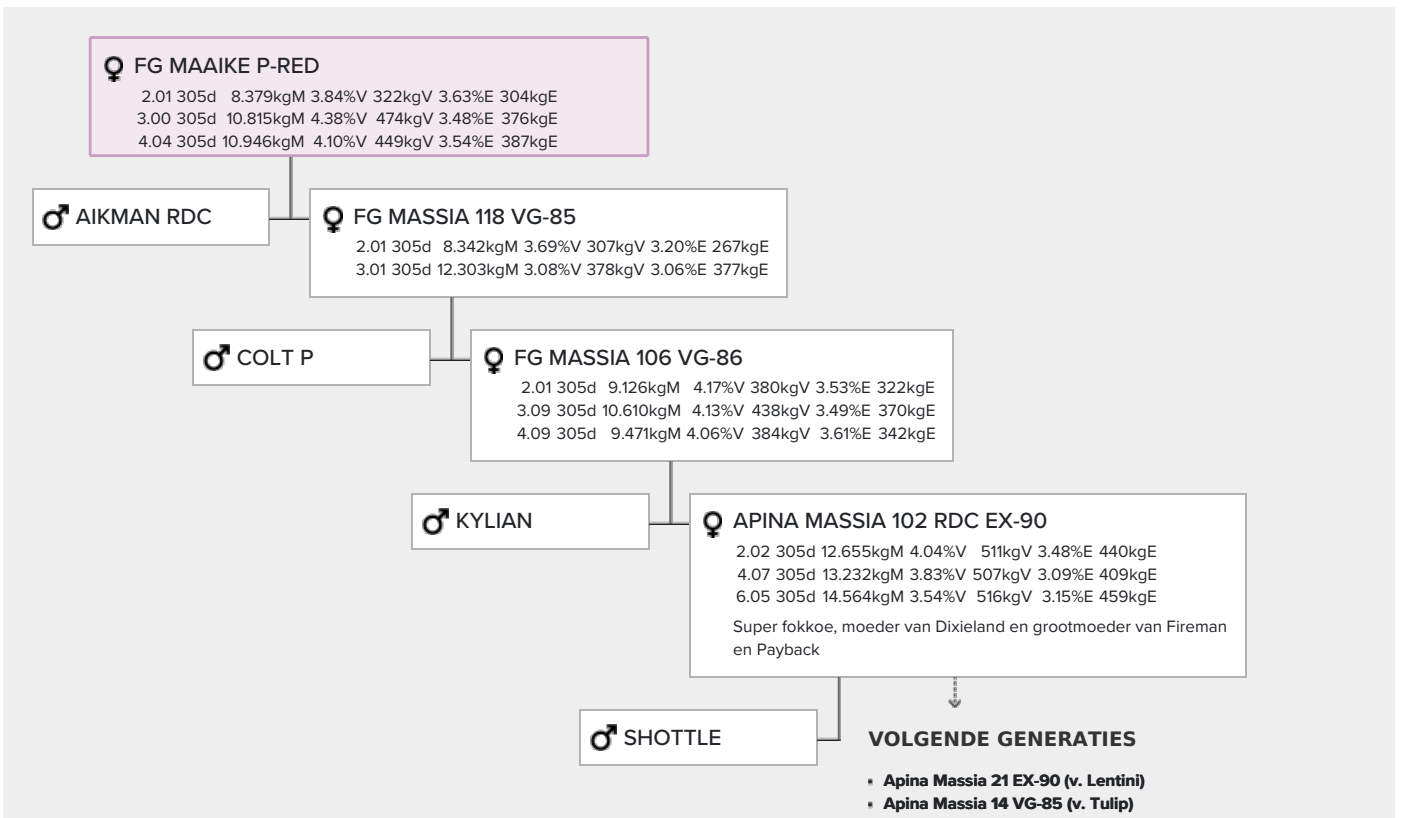 FG MAAIKE P-RED
2.01 305d 8.379kgM 3.84%V 322kgV 3.63%E 304kgE
3.00 305d 10.815kgM 4.38%V 474kgV 3.48%E 376kgE
4.04 305d 10.946kgM 4.10%V 449kgV 3.54%E 387kgE
AIKMAN RDC
FG MASSIA 118 VG-85
2.01 305d 8.342kgM 3.69%V 307kgV 3.20%E 267kgE
3.01 305d 12.303kgM 3.08%V 378kgV 3.06%E 377kgE
COLT P
FG MASSIA 106 VG-86
2.01 305d 9.126kgM 4.17%V 380kgV 3.53%E 322kgE
3.09 305d 10.610kgM 4.13%V 438kgV 3.49%E 370kgE
4.09 305d 9.471kgM 4.06%V 384kgV 3.61%E 342kgE
KYLIAN
APINA MASSIA 102 RDC EX-90
2.02 305d 12.655kgM 4.04%V 511kgV 3.48%E 440kgE
4.07 305d 13.232kgM 3.83%V 507kgV 3.09%E 409kgE
6.05 305d 14.564kgM 3.54%V 516kgV 3.15%E 459kgE
Super fokkoe, moeder van Dixieland en grootmoeder van Fireman
en Payback
SHOTTLE
VOLGENDE GENERATIES
▪ Apina Massia 21 EX-90 (v. Lentini)
▪ Apina Massia 14 VG-85 (v. Tulip)